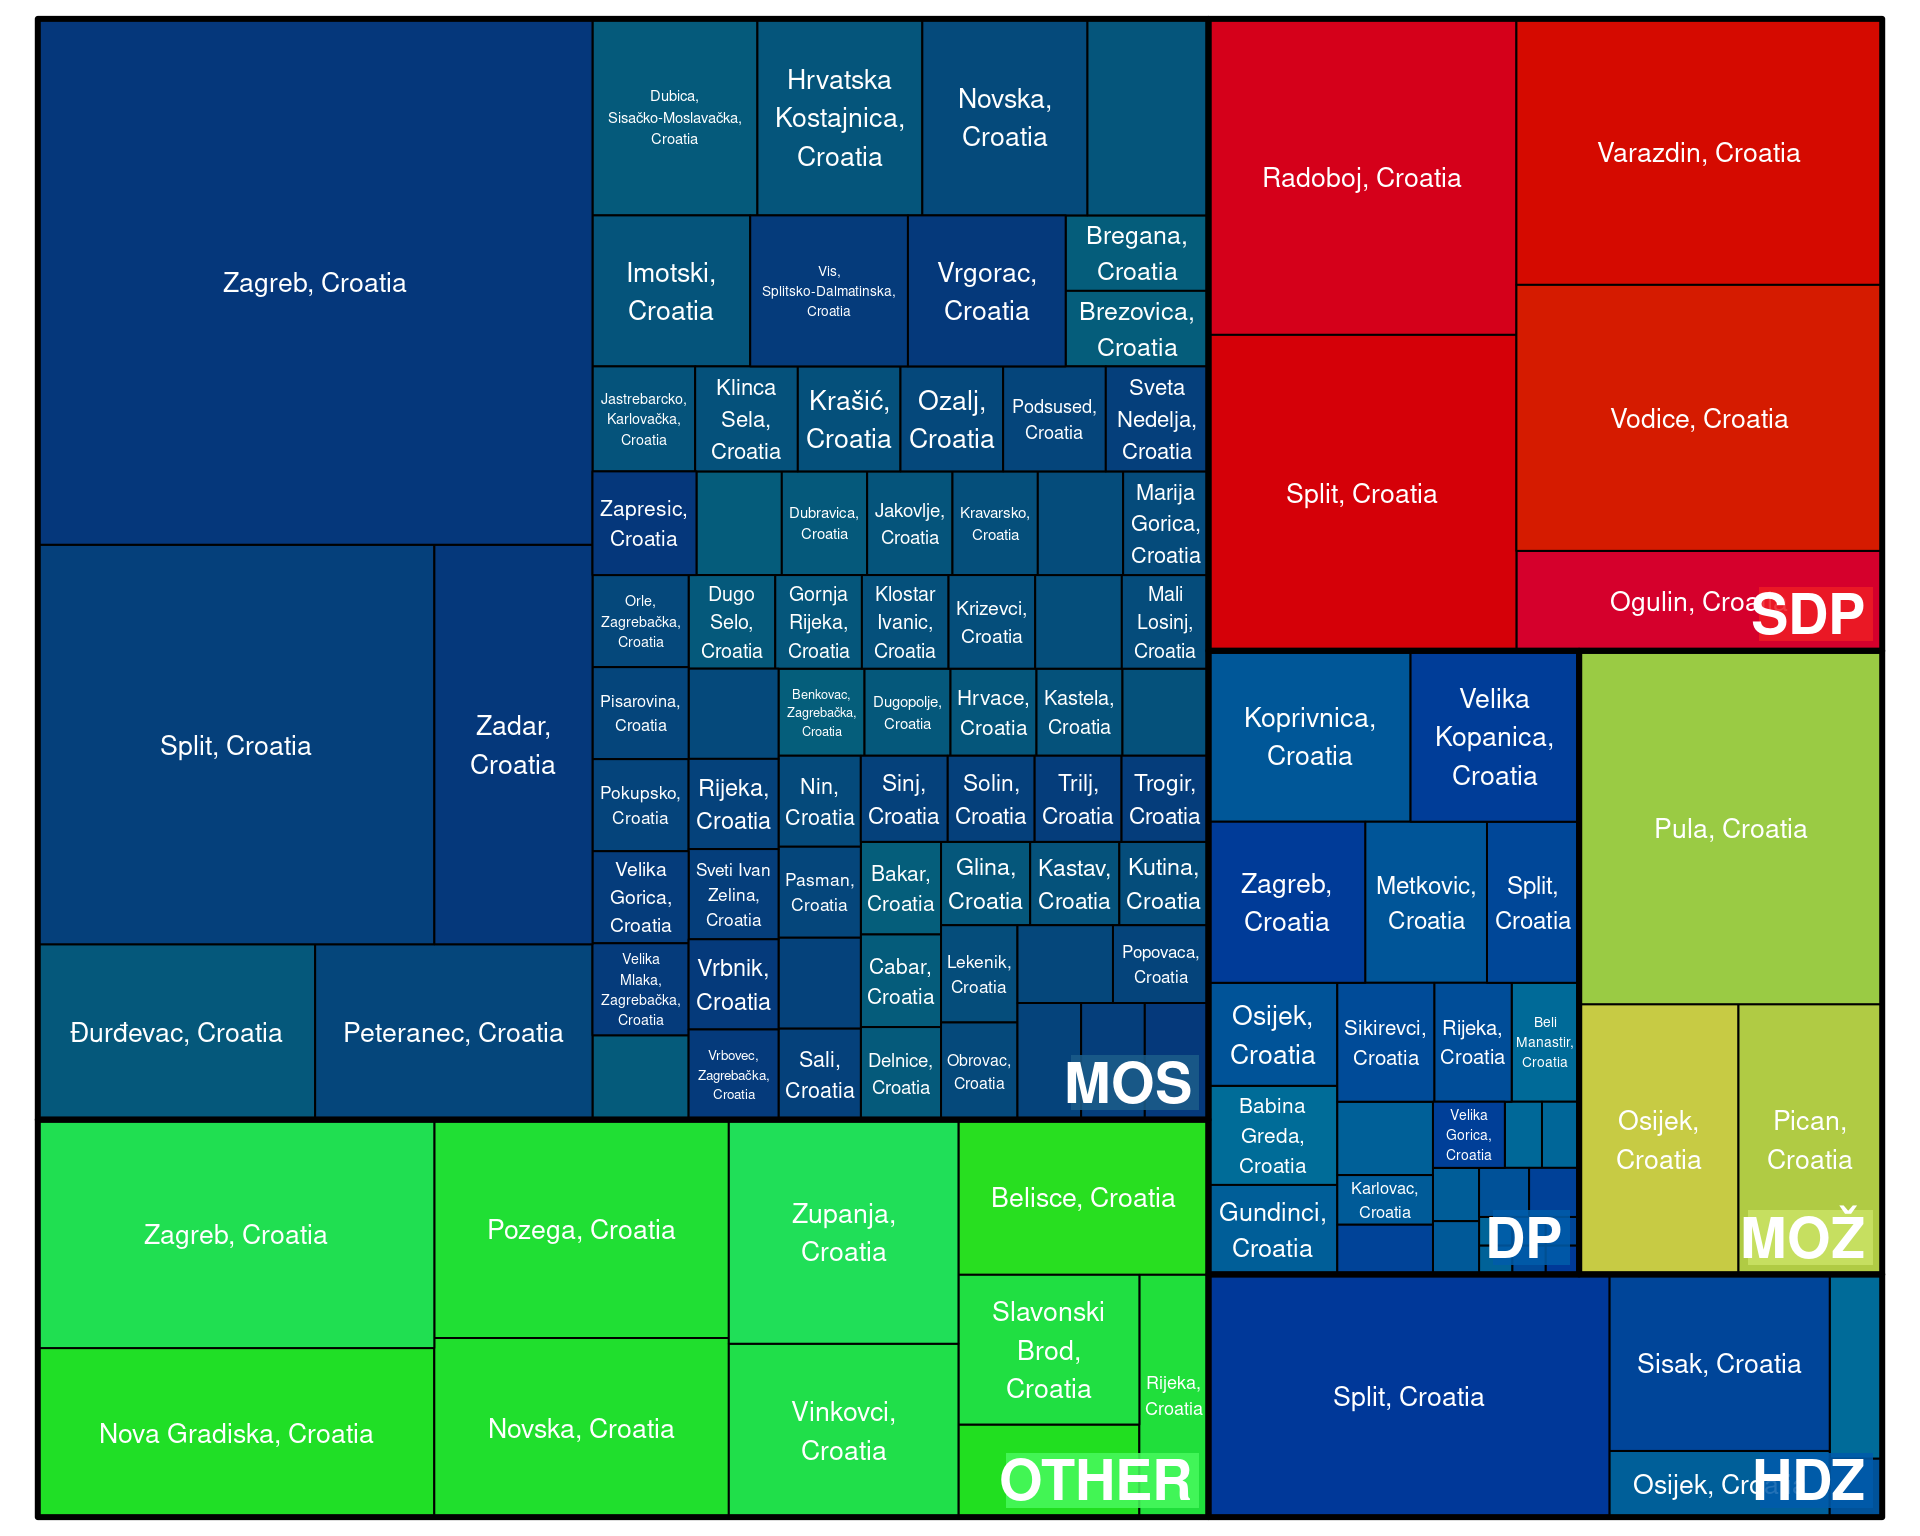 Zagreb, Croatia
Split, Croatia
Zadar,
Croatia
Đurđevac, Croatia
Peteranec, Croatia
Dubica,
Sisačko-Moslavačka,
Croatia
Hrvatska
Kostajnica,
Croatia
Novska,
Croatia
Imotski,
Croatia
Vis,
Splitsko-Dalmatinska,
Croatia
Vrgorac,
Croatia
Bregana,
Croatia
Brezovica,
Croatia
Jastrebarcko,
Karlovačka,
Croatia
Klinca
Sela,
Croatia
Krašić,
Croatia
Ozalj,
Croatia
Podsused,
Croatia
Sveta
Nedelja,
Croatia
Zapresic,
Croatia
Dubravica,
Croatia
Jakovlje,
Croatia
Kravarsko,
Croatia
Marija
Gorica,
Croatia
Orle,
Zagrebačka,
Croatia
Dugo
Selo,
Croatia
Gornja
Rijeka,
Croatia
Klostar
Ivanic,
Croatia
Krizevci,
Croatia
Mali
Losinj,
Croatia
Pisarovina,
Croatia
Benkovac,
Zagrebačka,
Croatia
Dugopolje,
Croatia
Hrvace,
Croatia
Kastela,
Croatia
Pokupsko,
Croatia
Rijeka,
Croatia
Nin,
Croatia
Sinj,
Croatia
Solin,
Croatia
Trilj,
Croatia
Trogir,
Croatia
Velika
Gorica,
Croatia
Sveti Ivan
Zelina,
Croatia
Pasman,
Croatia
Bakar,
Croatia
Glina,
Croatia
Kastav,
Croatia
Kutina,
Croatia
Velika
Mlaka,
Zagrebačka,
Croatia
Vrbnik,
Croatia
Cabar,
Croatia
Lekenik,
Croatia
Popovaca,
Croatia
Vrbovec,
Zagrebačka,
Croatia
Sali,
Croatia
Delnice,
Croatia
Obrovac,
Croatia
MOS
Radoboj, Croatia
Varazdin, Croatia
Split, Croatia
Vodice, Croatia
Ogulin, Croa
SDP
Koprivnica,
Croatia
Velika
Kopanica,
Croatia
Zagreb,
Croatia
Metkovic,
Croatia
Split,
Croatia
Osijek,
Croatia
Sikirevci,
Croatia
Rijeka,
Croatia
Beli
Manastir,
Croatia
Babina
Greda,
Croatia
Velika
Gorica,
Croatia
Karlovac,
Croatia
Gundinci,
Croatia
DP
Pula, Croatia
Osijek,
Croatia
Pican,
Croatia
MOŽ
Zagreb, Croatia
Pozega, Croatia
Zupanja,
Croatia
Belisce, Croatia
Nova Gradiska, Croatia
Novska, Croatia
Vinkovci,
Croatia
Slavonski
Brod,
Croatia
Rijeka,
Croatia
OTHER
Split, Croatia
Sisak, Croatia
Osijek, Cro
HDZ